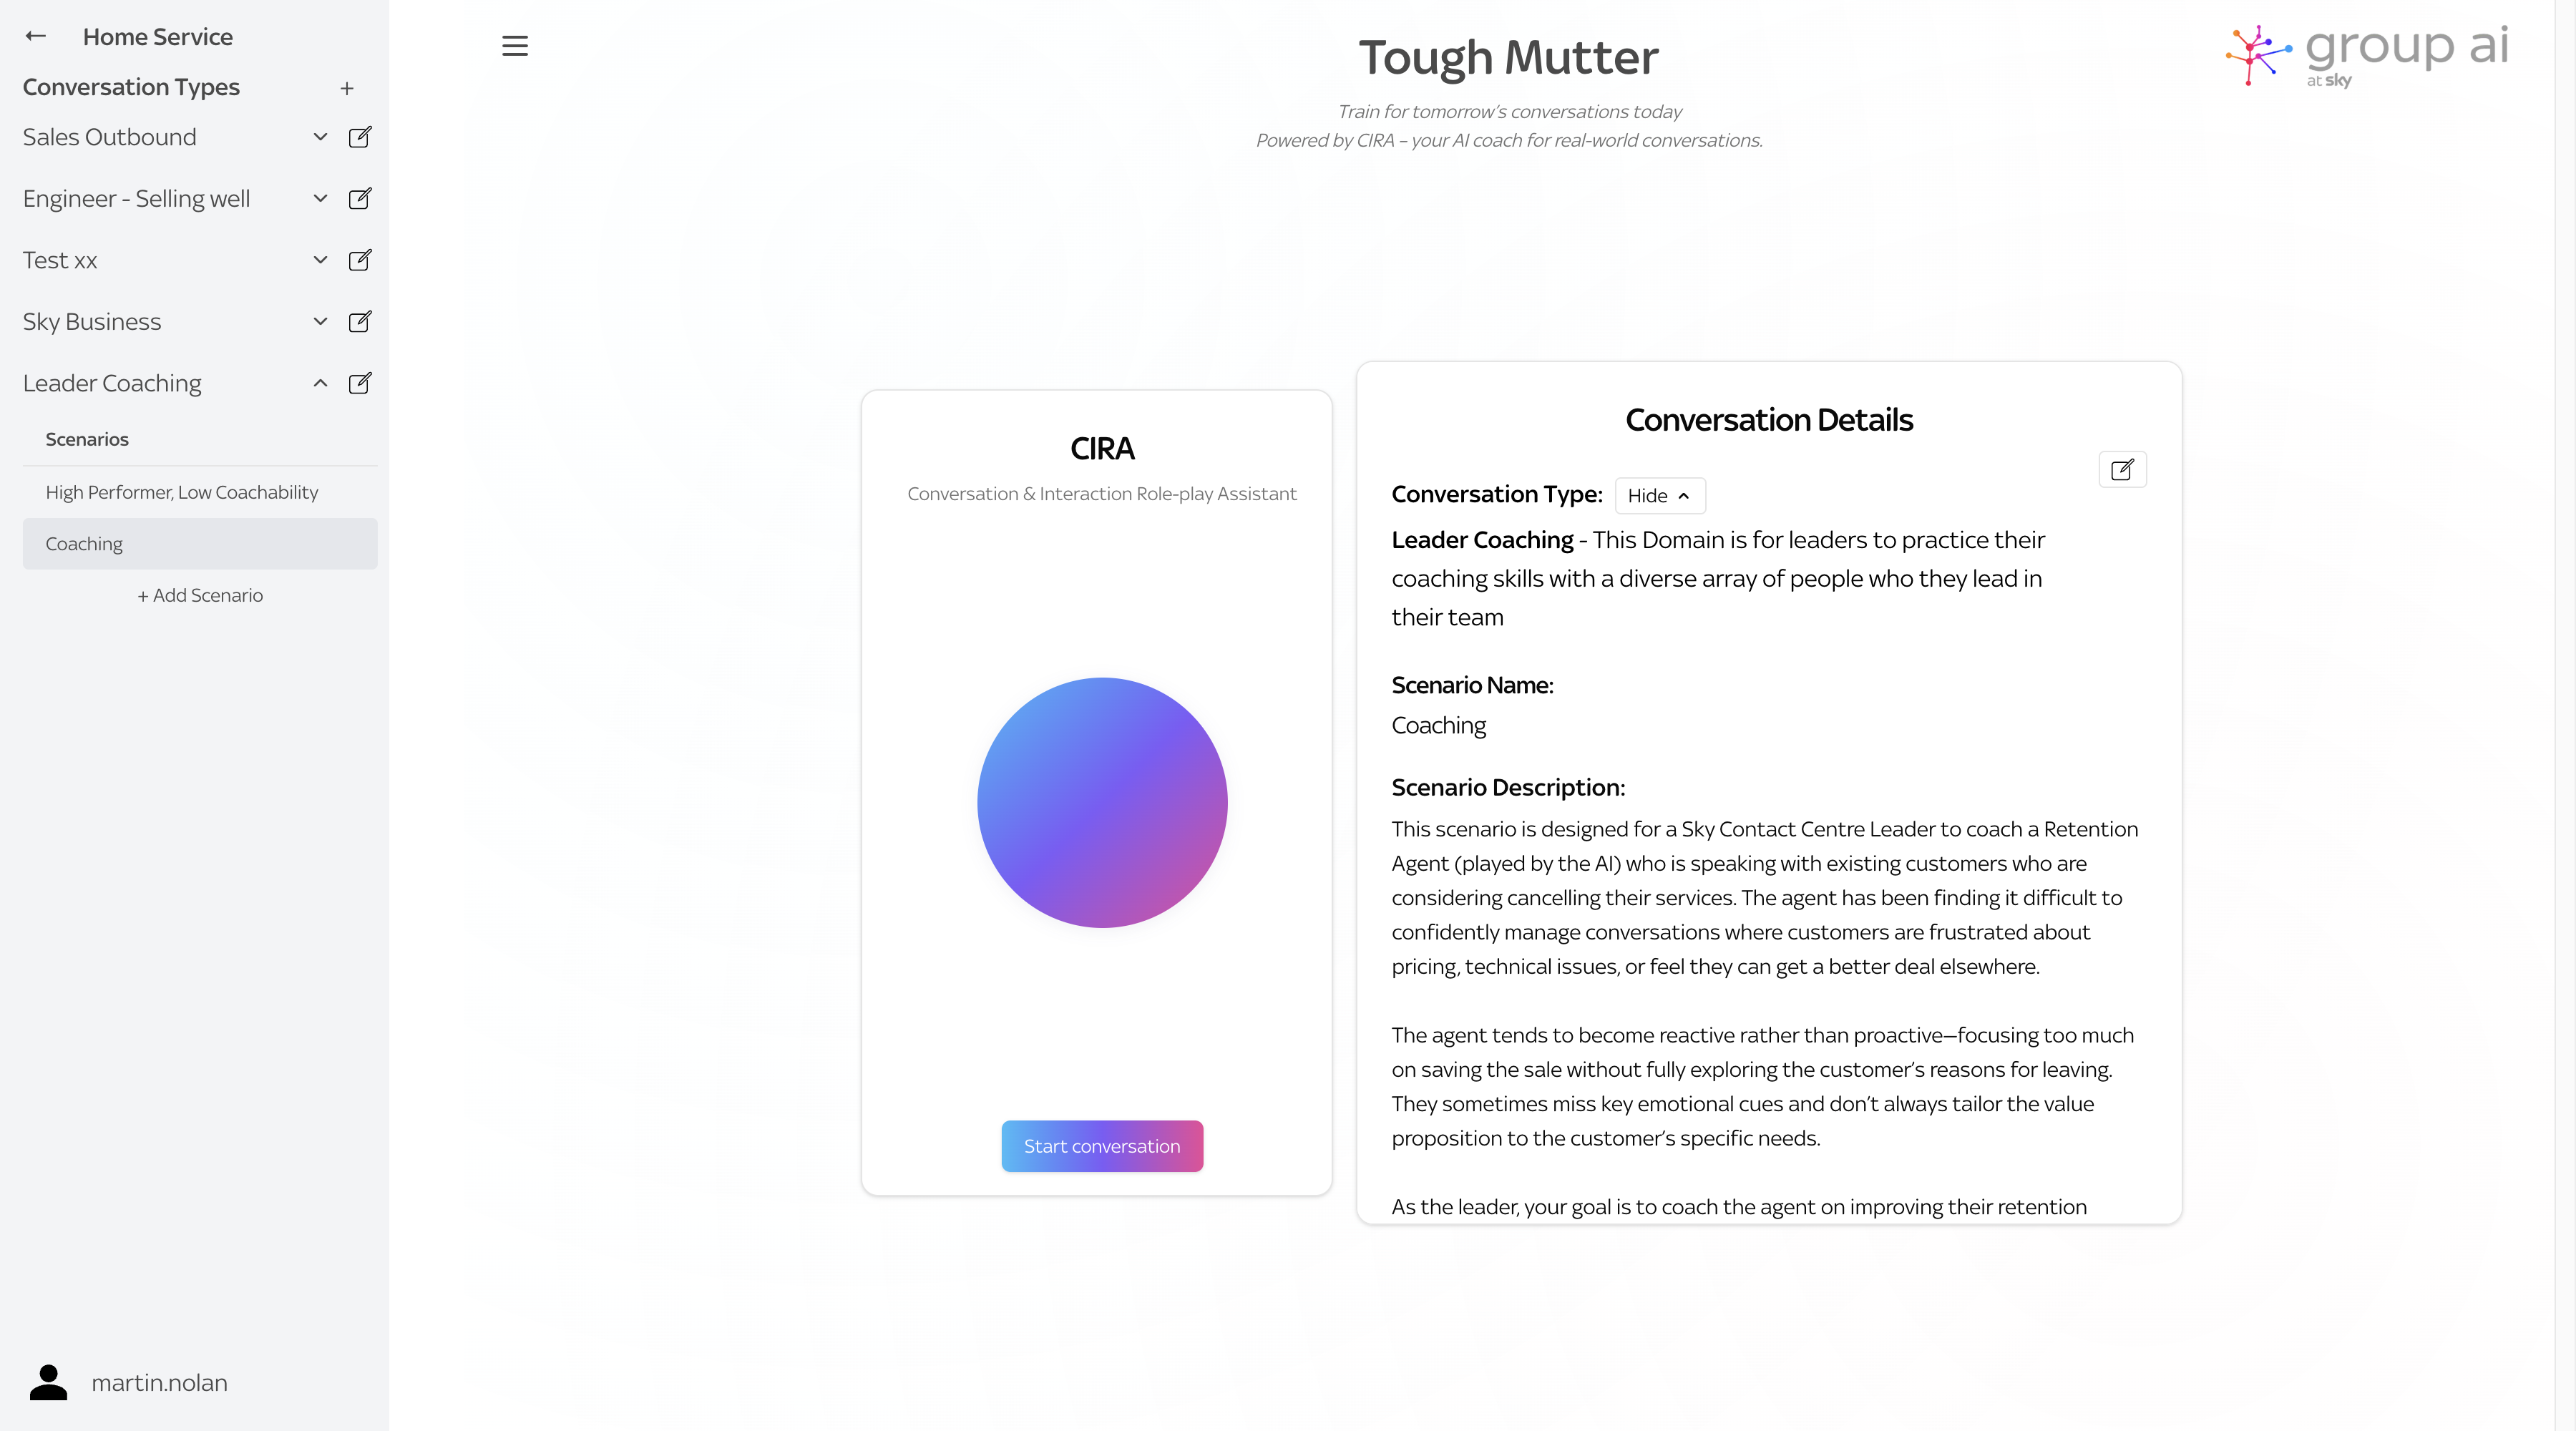 Home Service
Conversation Types
+
Sales Outbound
Engineer - Selling well
Test xx
Sky Business
Leader Coaching
Scenarios
High Performer, Low Coachability
Coaching
+ Add Scenario
martin.nolan
Tough Mutter
Train for tomorrow's conversations today
Powered by CIRA – your AI coach for real-world conversations.
group ai
at sky
CIRA
Conversation & Interaction Role-play Assistant
Start conversation
Conversation Details
Conversation Type: Hide
Leader Coaching - This Domain is for leaders to practice their
coaching skills with a diverse array of people who they lead in
their team
Scenario Name:
Coaching
Scenario Description:
This scenario is designed for a Sky Contact Centre Leader to coach a Retention
Agent (played by the AI) who is speaking with existing customers who are
considering cancelling their services. The agent has been finding it difficult to
confidently manage conversations where customers are frustrated about
pricing, technical issues, or feel they can get a better deal elsewhere.
The agent tends to become reactive rather than proactive—focusing too much
on saving the sale without fully exploring the customer's reasons for leaving.
They sometimes miss key emotional cues and don't always tailor the value
proposition to the customer's specific needs.
As the leader, your goal is to coach the agent on improving their retention